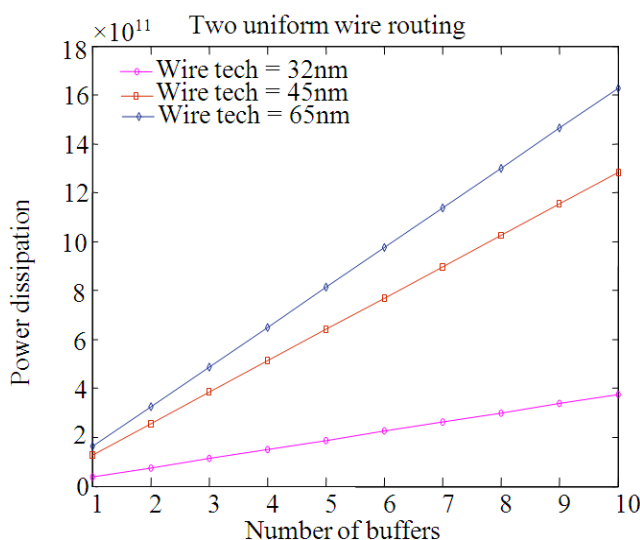 ×10¹¹
Two uniform wire routing
Wire tech = 32nm
Wire tech = 45nm
Wire tech = 65nm
18
16
14
12
10
8
6
4
2
0
Power dissipation
1 2 3 4 5 6 7 8 9 10
Number of buffers